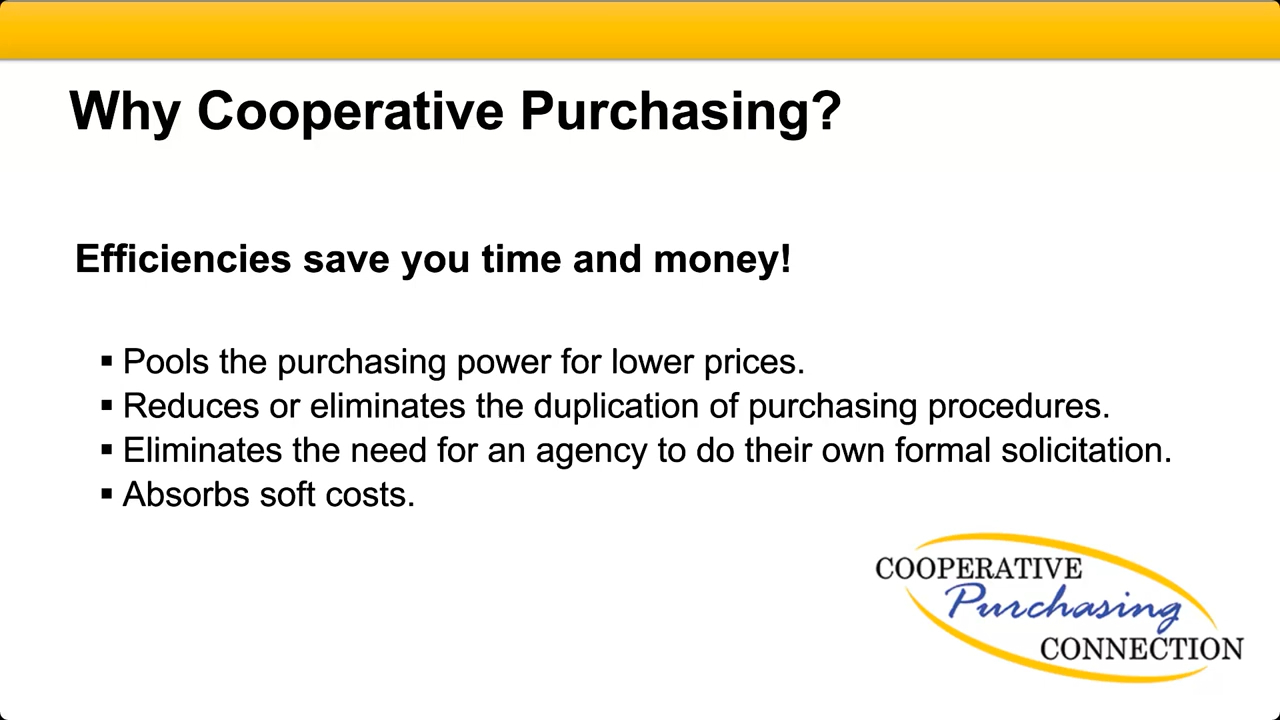 Why Cooperative Purchasing?
Efficiencies save you time and money!
▪ Pools the purchasing power for lower prices.
▪ Reduces or eliminates the duplication of purchasing procedures.
▪ Eliminates the need for an agency to do their own formal solicitation.
▪ Absorbs soft costs.
COOPERATIVE
Purchasing
CONNECTION